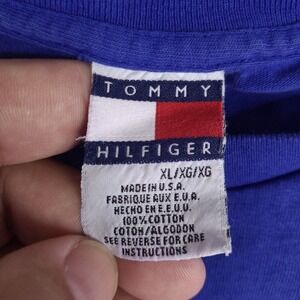 TOMMY
HILFIGER
XL/XG/XG
MADE IN U.S.A.
FABRIQUE AUX E.U.A.
HECHO EN E.E.U.U.
100% COTTON
COTON/ALGODON
SEE REVERSE FOR CARE
INSTRUCTIONS